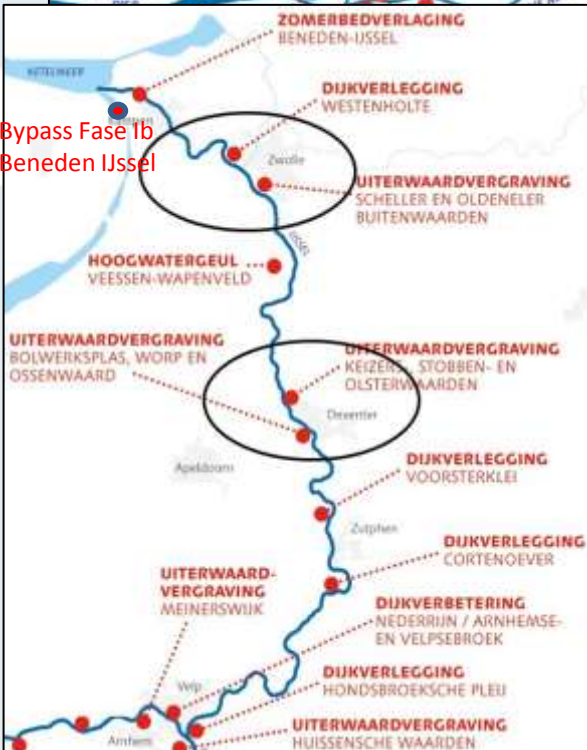 ZOMERBEDVERLAGING
BENEDEN-IJSSEL
KETELMEER
DIJKVERLEGGING
WESTENHOLTE
Kampen
Bypass Fase Ib
Beneden IJssel
Zwolle
UITERWAARDVERGRAVING
SCHELLER EN OLDENELER
BUITENWAARDEN
IJSSEL
HOOGWATERGEUL
VEESSEN-WAPENVELD
UITERWAARDVERGRAVING
BOLWERKSPLAS, WORP EN
OSSENWAARD
UITERWAARDVERGRAVING
KEIZERS-, STOBBEN- EN
OLSTERWAARDEN
Deventer
Apeldoorn
DIJKVERLEGGING
VOORSTERKLEI
Zutphen
DIJKVERLEGGING
CORTENOEVER
UITERWAARD-
VERGRAVING
MEINERSWIJK
DIJKVERBETERING
NEDERRIJN / ARNHEMSE-
EN VELPSEBROEK
Velp
DIJKVERLEGGING
HONDSBROEKSCHE PLEIJ
Arnhem
UITERWAARDVERGRAVING
HUISSENSCHE WAARDEN